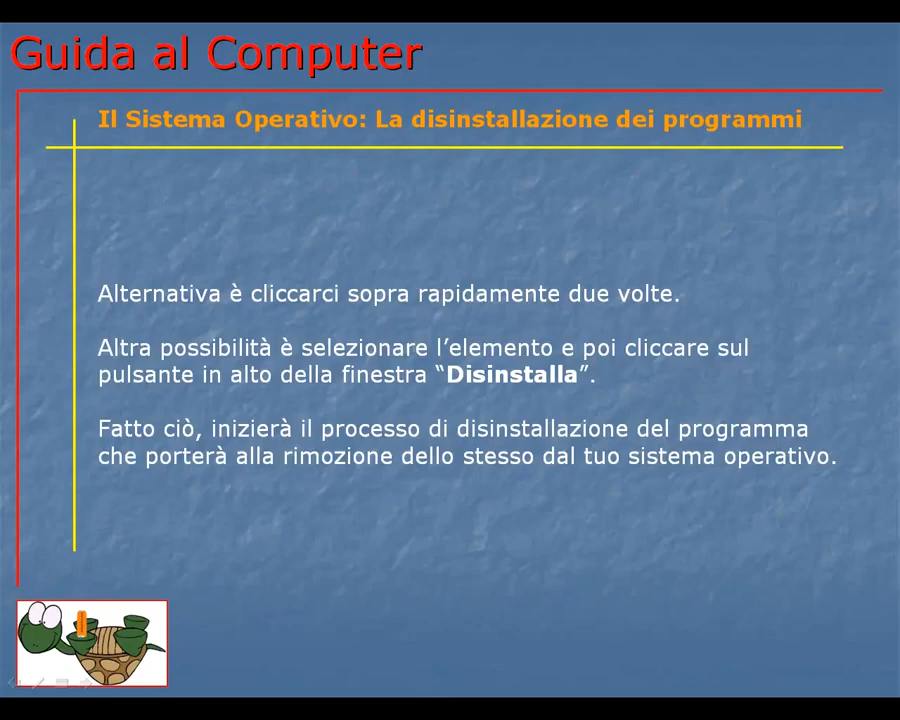 Guida al Computer
Il Sistema Operativo: La disinstallazione dei programmi
Alternativa è cliccarci sopra rapidamente due volte.
Altra possibilità è selezionare l’elemento e poi cliccare sul
pulsante in alto della finestra “Disinstalla”.
Fatto ciò, inizierà il processo di disinstallazione del programma
che porterà alla rimozione dello stesso dal tuo sistema operativo.